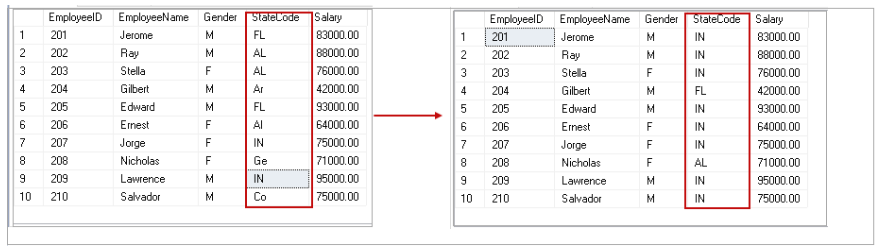 EmployeeID EmployeeName Gender StateCode Salary
1 201 Jerome M FL 83000.00
2 202 Ray M AL 88000.00
3 203 Stella F AL 76000.00
4 204 Gilbert M Ar 42000.00
5 205 Edward M FL 93000.00
6 206 Ernest F Al 64000.00
7 207 Jorge F IN 75000.00
8 208 Nicholas F Ge 71000.00
9 209 Lawrence M IN 95000.00
10 210 Salvador M Co 75000.00
EmployeeID EmployeeName Gender StateCode Salary
1 201 Jerome M IN 83000.00
2 202 Ray M IN 88000.00
3 203 Stella F IN 76000.00
4 204 Gilbert M FL 42000.00
5 205 Edward M IN 93000.00
6 206 Ernest F IN 64000.00
7 207 Jorge F IN 75000.00
8 208 Nicholas F AL 71000.00
9 209 Lawrence M IN 95000.00
10 210 Salvador M IN 75000.00